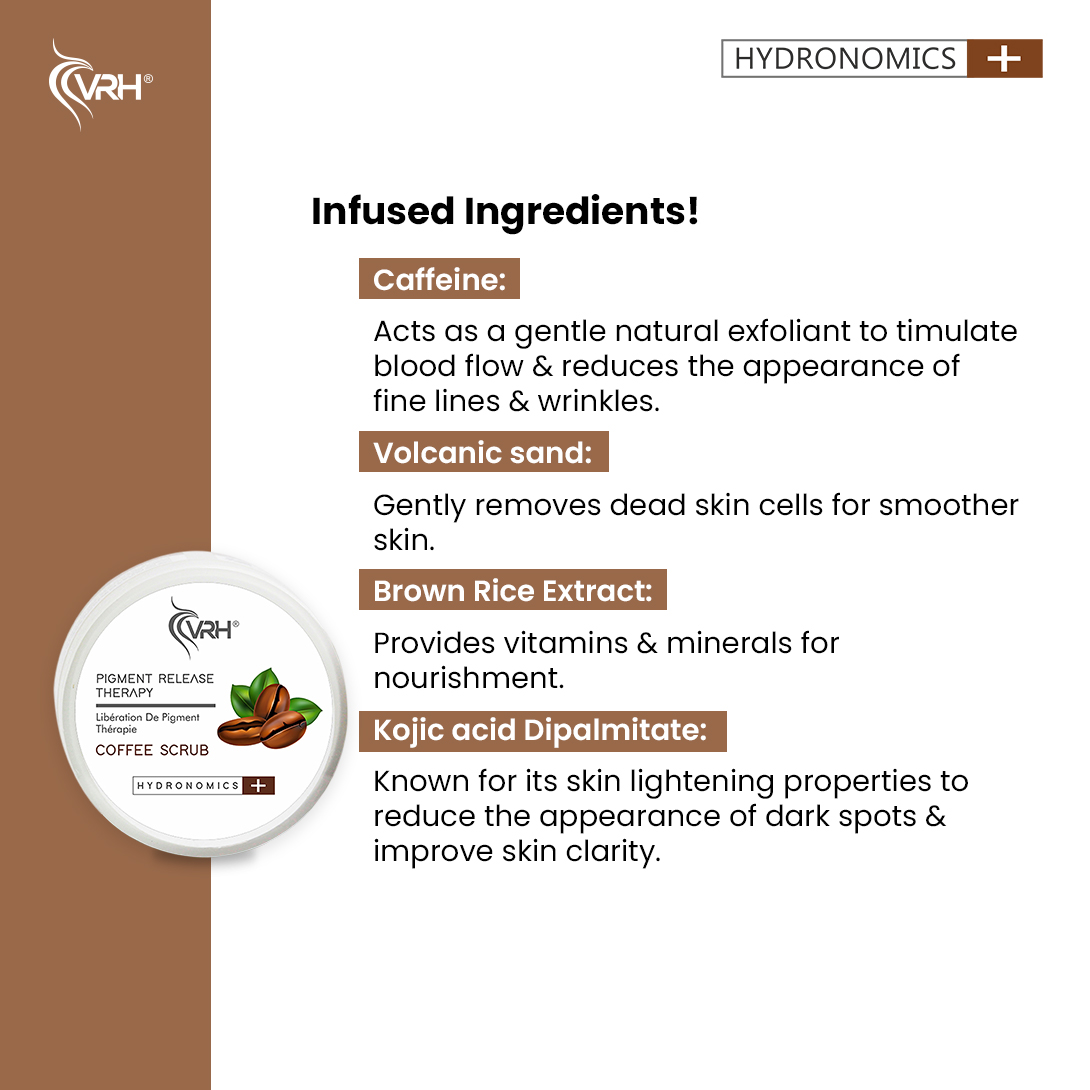 VRH®
HYDRONOMICS +
Infused Ingredients!
Caffeine:
Acts as a gentle natural exfoliant to timulate
blood flow & reduces the appearance of
fine lines & wrinkles.
Volcanic sand:
Gently removes dead skin cells for smoother
skin.
Brown Rice Extract:
Provides vitamins & minerals for
nourishment.
Kojic acid Dipalmitate:
Known for its skin lightening properties to
reduce the appearance of dark spots &
improve skin clarity.
VRH®
PIGMENT RELEASE
THERAPY
Libération De Pigment
Thérapie
COFFEE SCRUB
HYDRONOMICS +